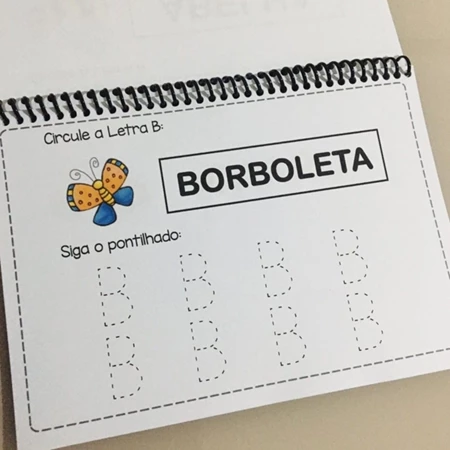 Circule a Letra B:
BORBOLETA
Siga o pontilhado:
B B B B
B B B B